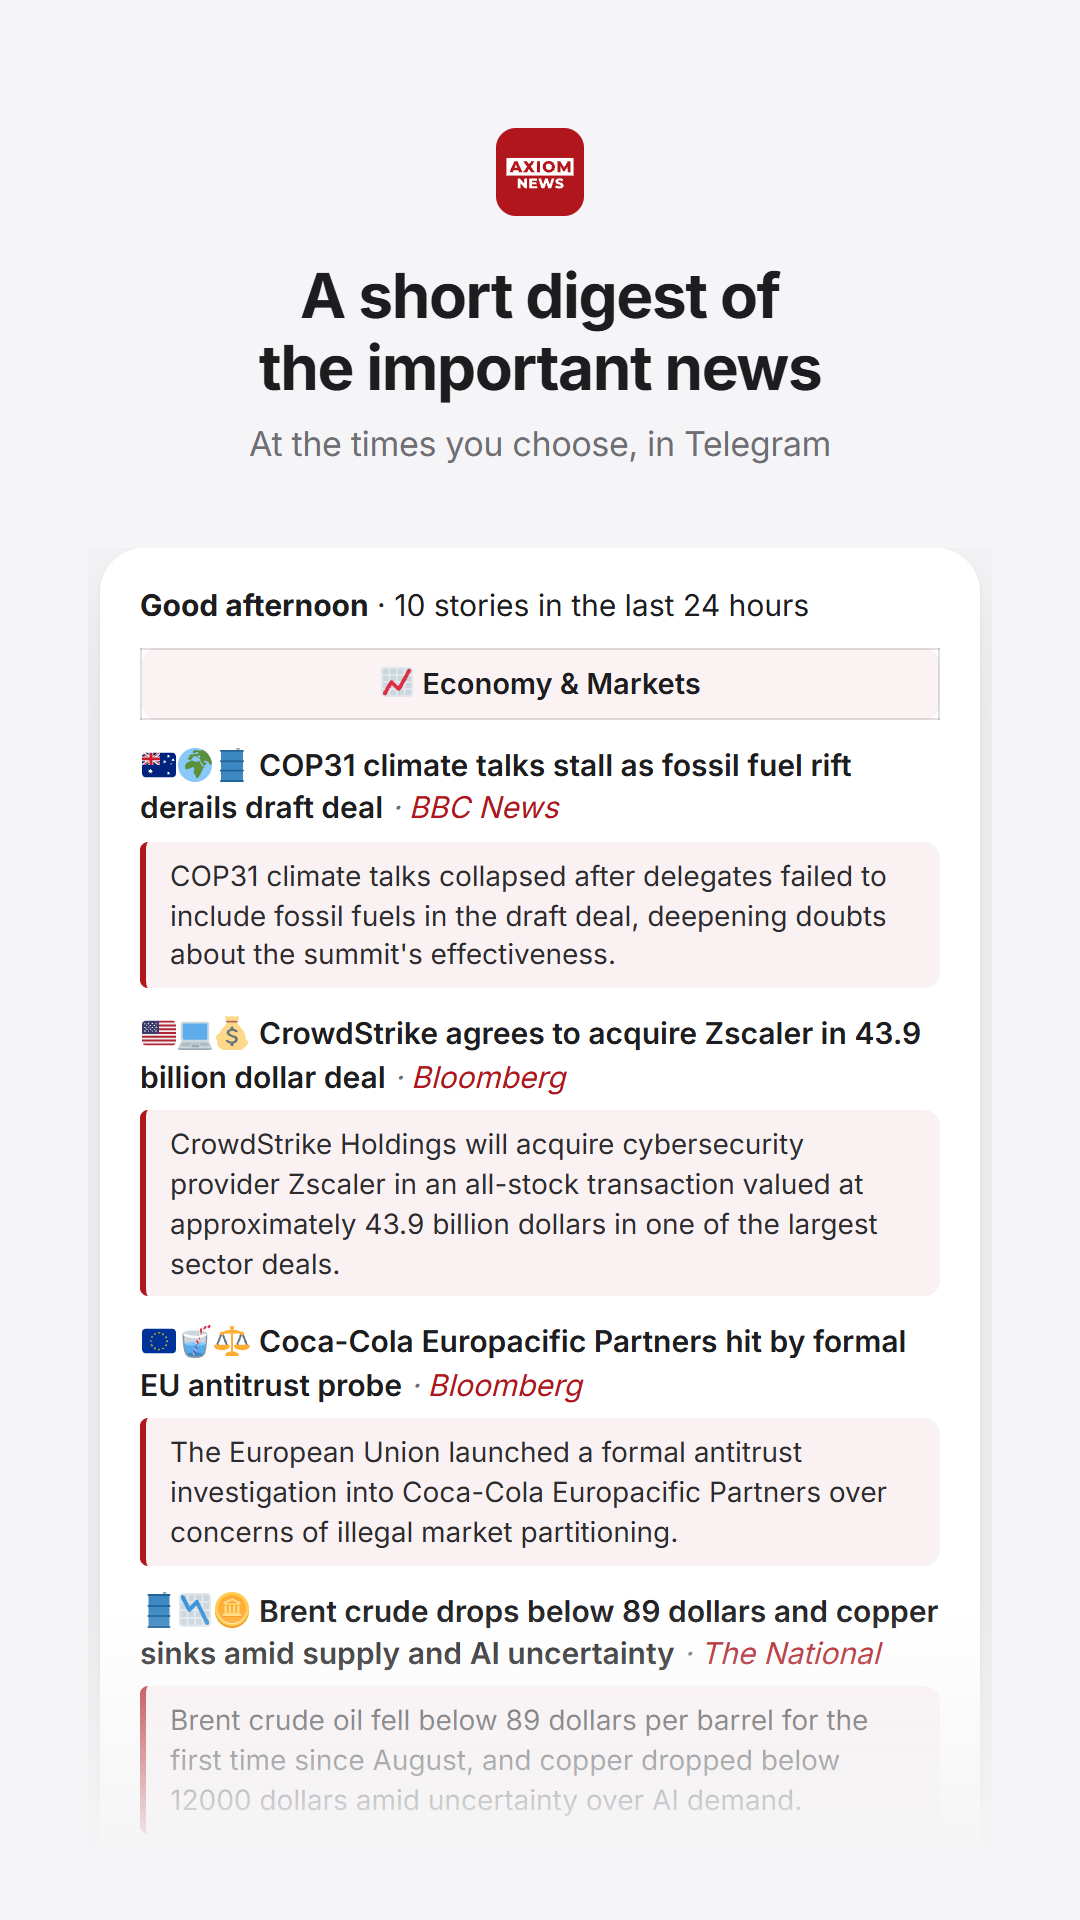 AXIOM
NEWS
A short digest of
the important news
At the times you choose, in Telegram
Good afternoon · 10 stories in the last 24 hours
📈 Economy & Markets
🇦🇺🌍🛢️ COP31 climate talks stall as fossil fuel rift
derails draft deal · BBC News
COP31 climate talks collapsed after delegates failed to
include fossil fuels in the draft deal, deepening doubts
about the summit's effectiveness.
🇺🇸💻💰 CrowdStrike agrees to acquire Zscaler in 43.9
billion dollar deal · Bloomberg
CrowdStrike Holdings will acquire cybersecurity
provider Zscaler in an all-stock transaction valued at
approximately 43.9 billion dollars in one of the largest
sector deals.
🇪🇺🥤⚖️ Coca-Cola Europacific Partners hit by formal
EU antitrust probe · Bloomberg
The European Union launched a formal antitrust
investigation into Coca-Cola Europacific Partners over
concerns of illegal market partitioning.
🛢️📉🪙 Brent crude drops below 89 dollars and copper
sinks amid supply and AI uncertainty · The National
Brent crude oil fell below 89 dollars per barrel for the
first time since August, and copper dropped below
12000 dollars amid uncertainty over AI demand.